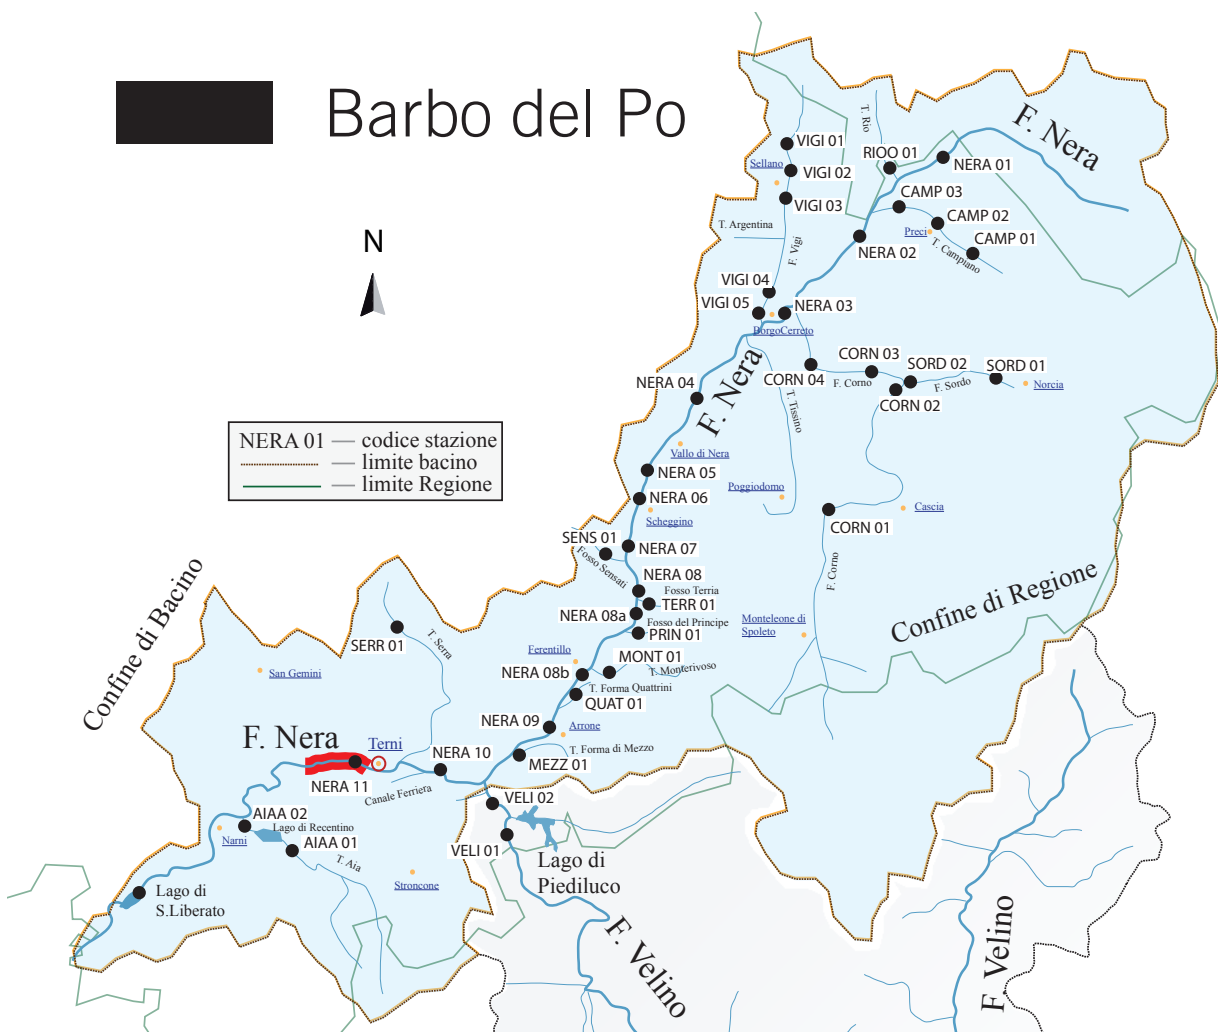 Barbo del Po
N
NERA 01
codice stazione
limite bacino
limite Regione
F. Nera
T. Rio
VIGI 01
RIOO 01
NERA 01
Sellano
VIGI 02
VIGI 03
CAMP 03
CAMP 02
CAMP 01
T. Argentina
F. Vigi
Preci
T. Campiano
NERA 02
VIGI 04
VIGI 05
NERA 03
BorgoCerreto
F. Nera
CORN 03
SORD 02
SORD 01
CORN 04
F. Corno
F. Sordo
Norcia
CORN 02
NERA 04
T. Tissino
Vallo di Nera
NERA 05
Poggiodomo
NERA 06
Scheggino
Cascia
CORN 01
SENS 01
NERA 07
Fosso Sensati
F. Corno
NERA 08
Fosso Terria
TERR 01
NERA 08a
Fosso del Principe
PRIN 01
Monteleone di
Spoleto
Confine di Regione
Confine di Bacino
SERR 01
T. Serra
Ferentillo
MONT 01
T. Monterivoso
San Gemini
NERA 08b
T. Forma Quattrini
QUAT 01
NERA 09
Arrone
F. Nera
Terni
NERA 10
T. Forma di Mezzo
MEZZ 01
NERA 11
Canale Ferriera
VELI 02
AIAA 02
Lago di Recentino
Narni
AIAA 01
T. Aia
VELI 01
Lago di
Piediluco
Stroncone
Lago di
S.Liberato
F. Velino
F. Velino